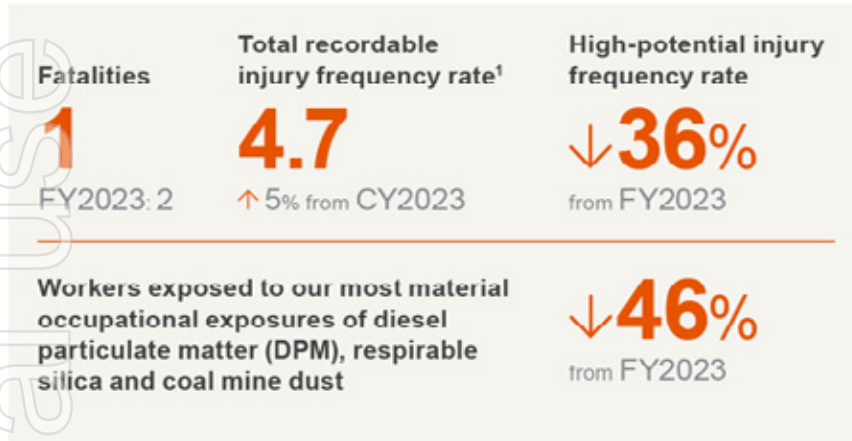 Fatalities
1
FY2023: 2
Total recordable
injury frequency rate¹
4.7
↑ 5% from CY2023
High-potential injury
frequency rate
↓36%
from FY2023
Workers exposed to our most material
occupational exposures of diesel
particulate matter (DPM), respirable
silica and coal mine dust
↓46%
from FY2023
al use